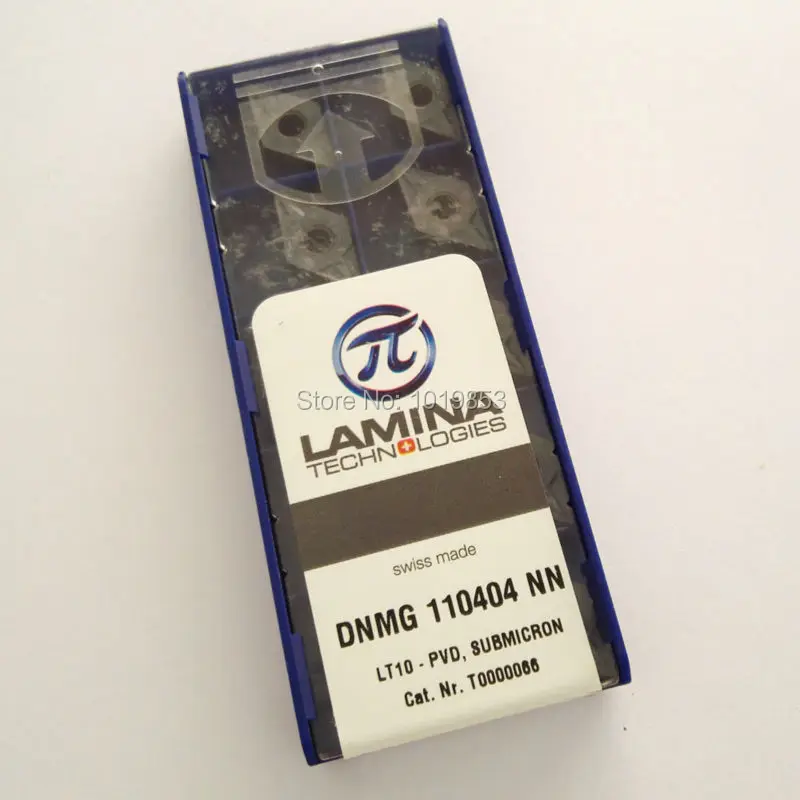 π
Store No: 1019853
LAMINA
TECHNOLOGIES
swiss made
DNMG 110404 NN
LT10 - PVD, SUBMICRON
Cat. Nr. T0000066